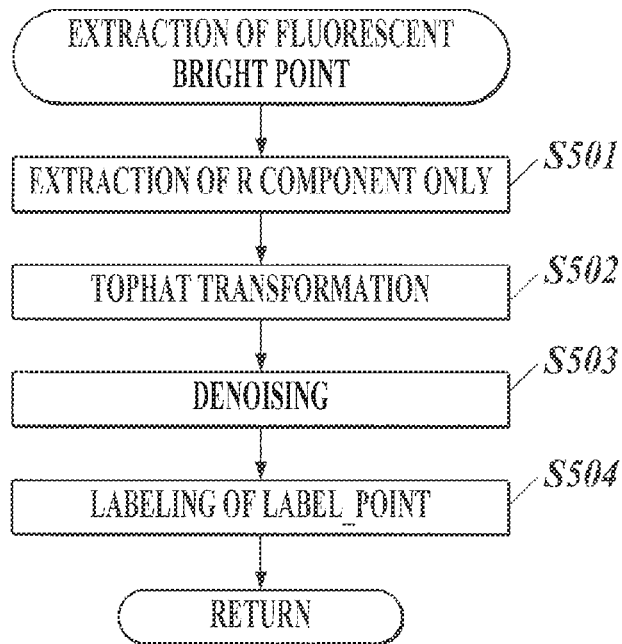 EXTRACTION OF FLUORESCENT
BRIGHT POINT
EXTRACTION OF R COMPONENT ONLY
S501
TOPHAT TRANSFORMATION
S502
DENOISING
S503
LABELING OF LABEL_POINT
S504
RETURN